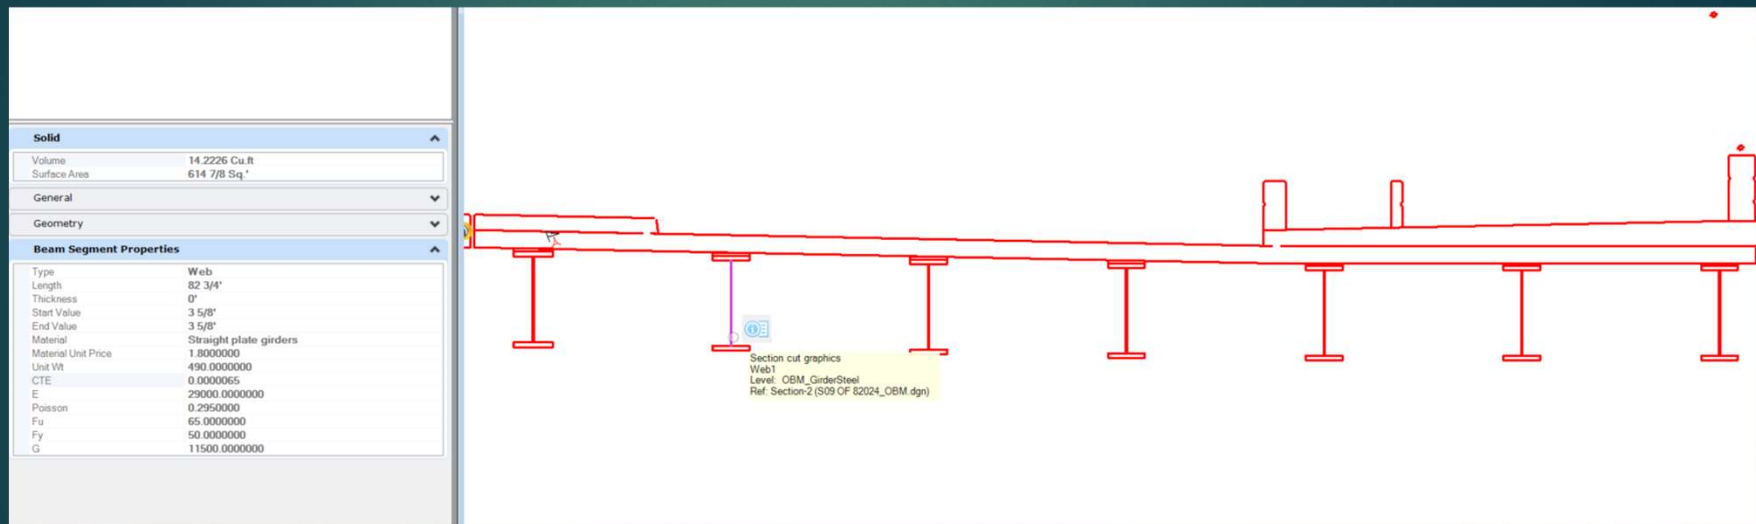 Solid
Volume 14.2226 Cu.ft
Surface Area 614 7/8 Sq.'
General
Geometry
Beam Segment Properties
Type Web
Length 82 3/4'
Thickness 0'
Start Value 3 5/8'
End Value 3 5/8'
Material Straight plate girders
Material Unit Price 1.8000000
Unit Wt 490.0000000
CTE 0.0000065
E 29000.0000000
Poisson 0.2950000
Fu 65.0000000
Fy 50.0000000
G 11500.0000000
Section cut graphics
Web1
Level: OBM_GirderSteel
Ref: Section-2 (S09 OF 82024_OBM.dgn)